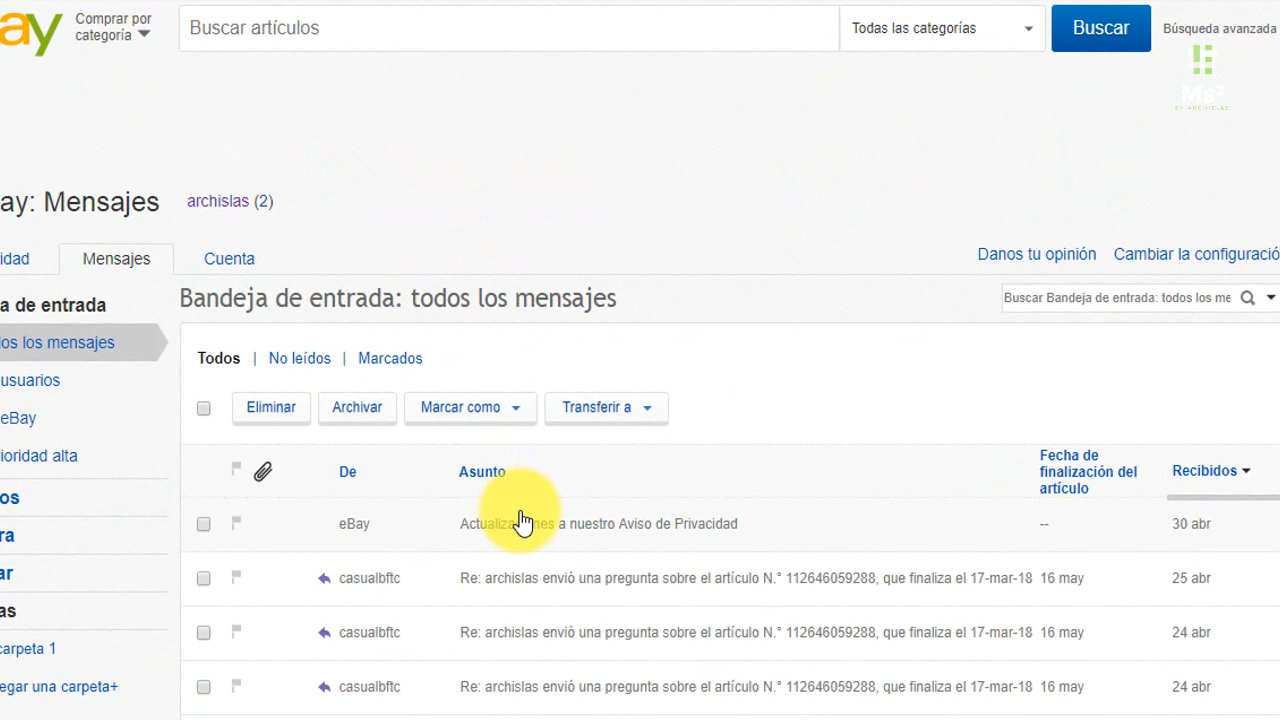 ay
Comprar por
categoría
Buscar artículos
Todas las categorías
Buscar
Búsqueda avanzada
Ms²
BY ARCHISLAS
ay: Mensajes
archislas (2)
idad
Mensajes
Cuenta
Danos tu opinión
Cambiar la configuració
a de entrada
Bandeja de entrada: todos los mensajes
Buscar Bandeja de entrada: todos los me
os los mensajes
usuarios
eBay
ioridad alta
os
ra
ar
as
carpeta 1
egar una carpeta+
Todos | No leídos | Marcados
Eliminar
Archivar
Marcar como
Transferir a
De
Asunto
Fecha de
finalización del
artículo
Recibidos
eBay Actualizaciones a nuestro Aviso de Privacidad -- 30 abr
casualbftc Re: archislas envió una pregunta sobre el artículo N.° 112646059288, que finaliza el 17-mar-18 16 may 25 abr
casualbftc Re: archislas envió una pregunta sobre el artículo N.° 112646059288, que finaliza el 17-mar-18 16 may 24 abr
casualbftc Re: archislas envió una pregunta sobre el artículo N.° 112646059288, que finaliza el 17-mar-18 16 may 24 abr